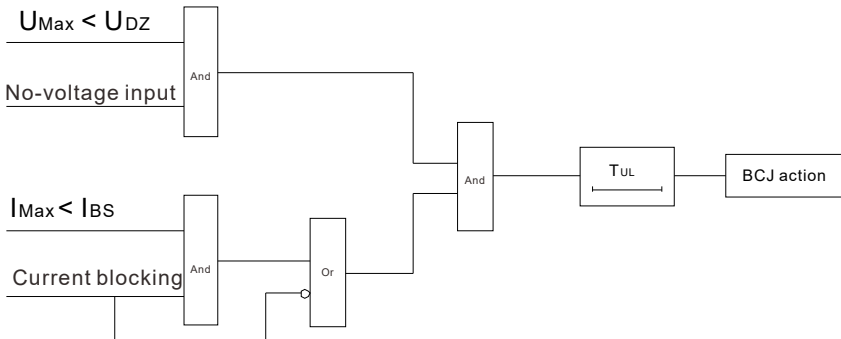 UMax < UDZ
And
No-voltage input
And
TUL
BCJ action
IMax < IBS
And
Or
Current blocking